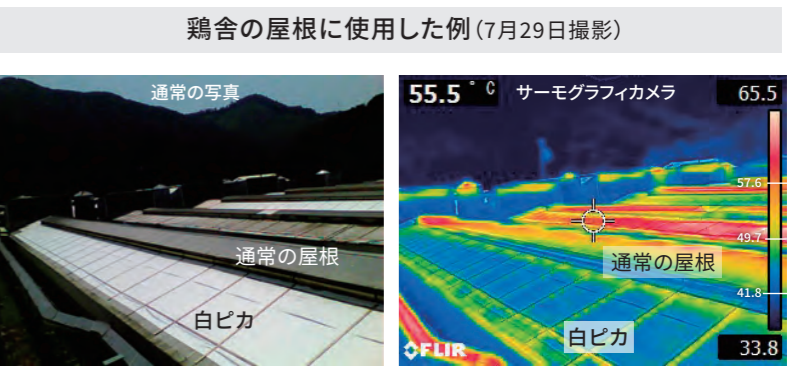 鶏舎の屋根に使用した例(7月29日撮影)
通常の写真
通常の屋根
白ピカ
55.5 ° C
サーモグラフィカメラ
65.5
57.6
49.7
通常の屋根
41.8
白ピカ
33.8
FLIR